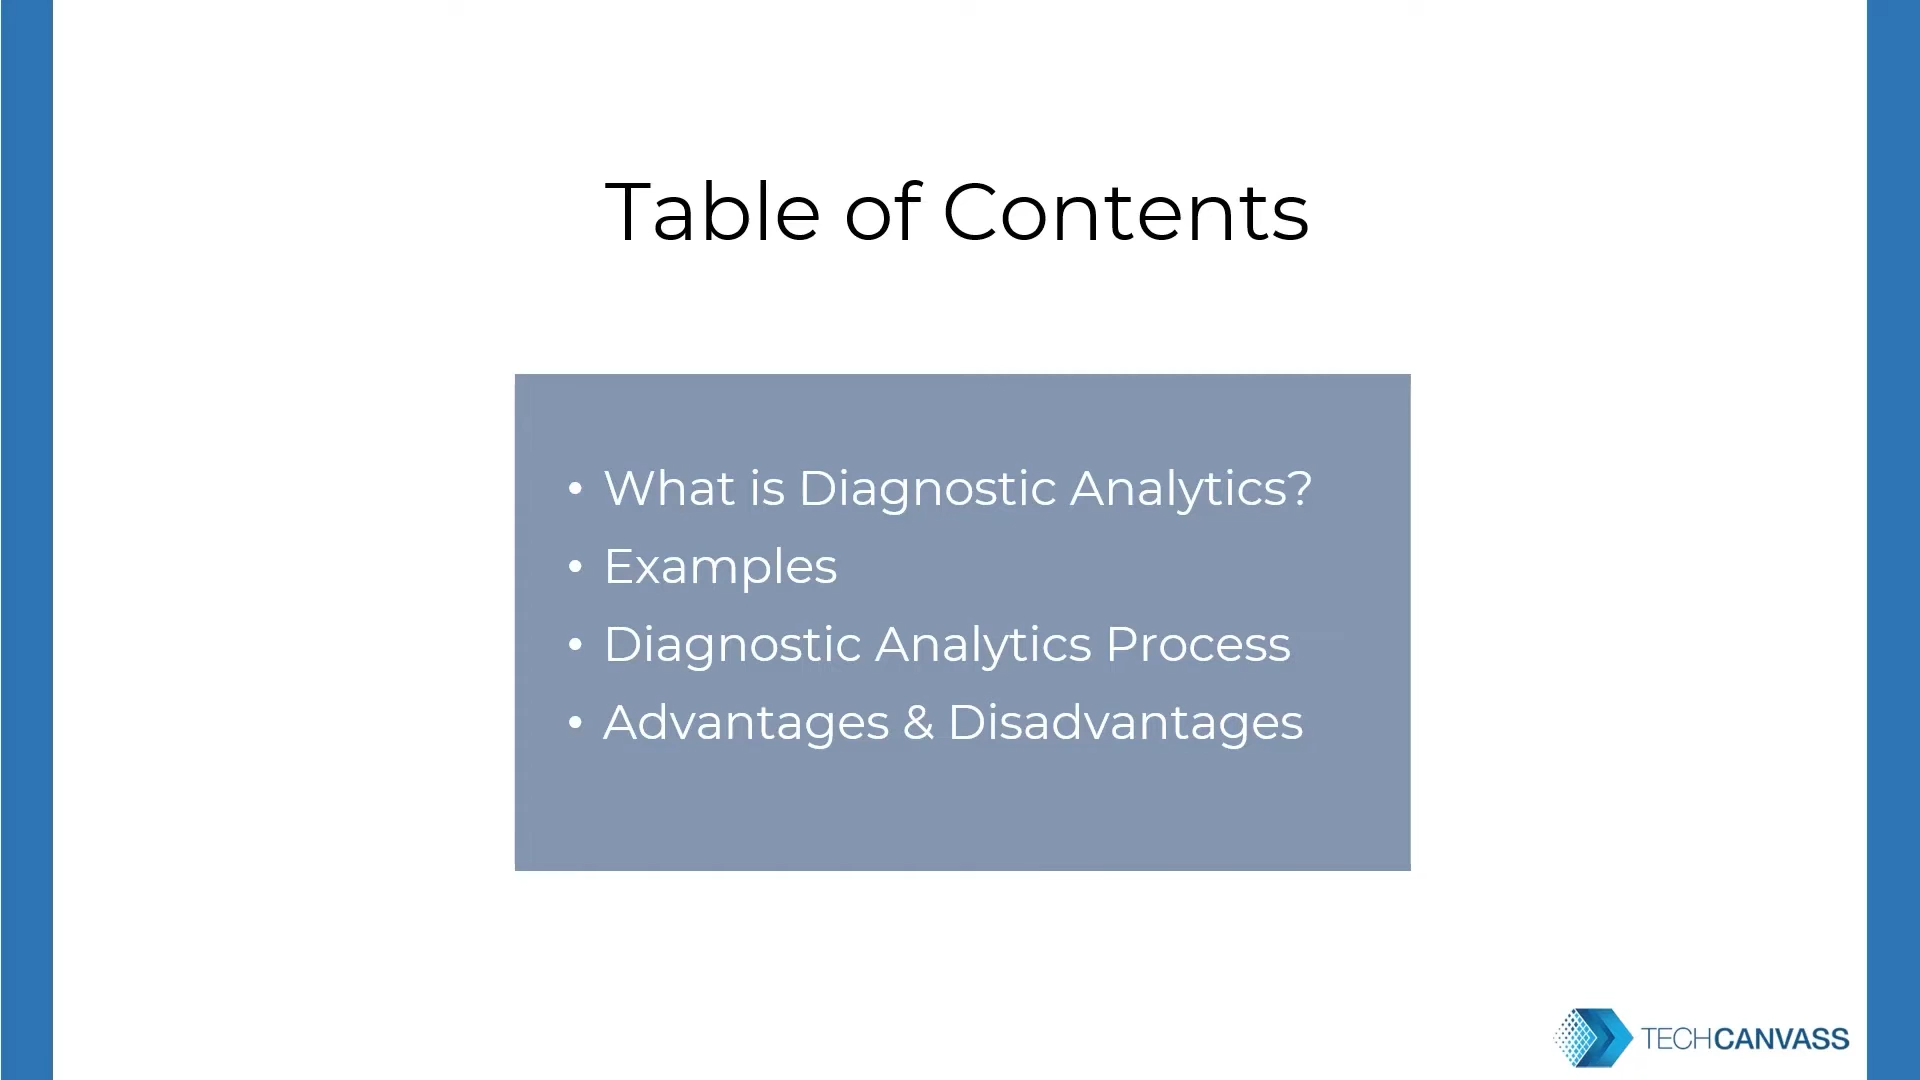 Table of Contents
• What is Diagnostic Analytics?
• Examples
• Diagnostic Analytics Process
• Advantages & Disadvantages
TECHCANVASS